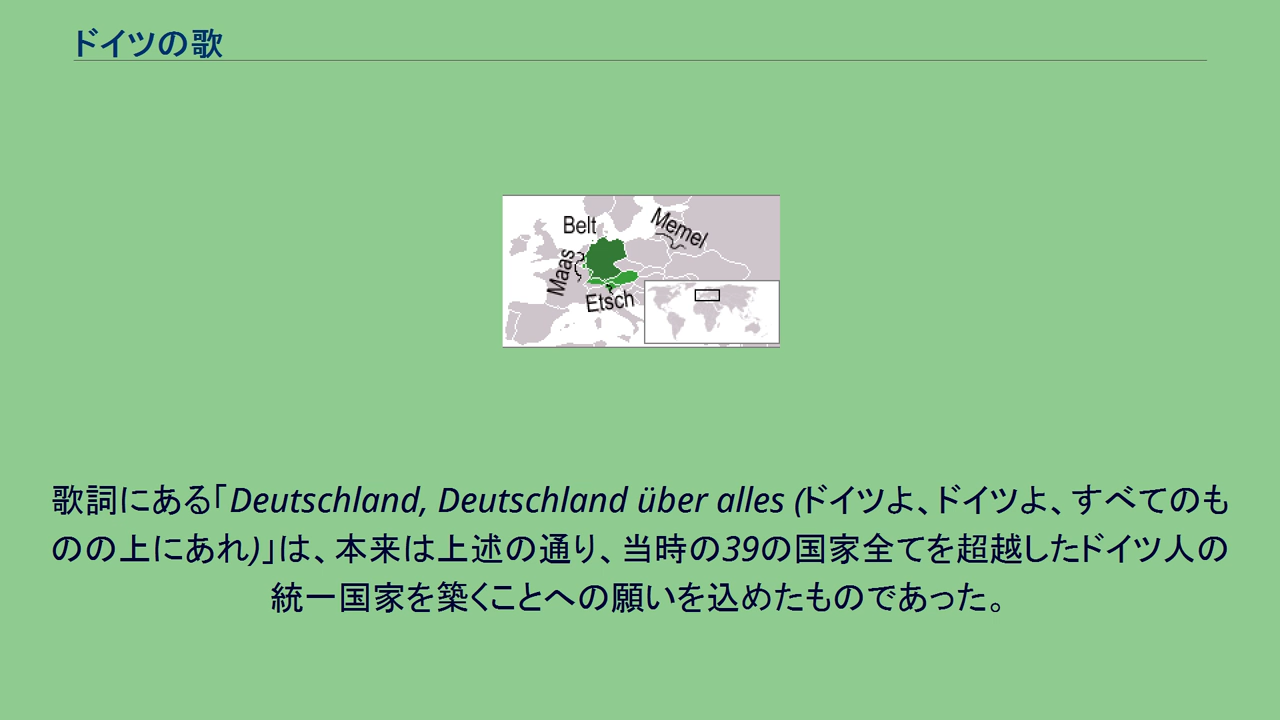 ドイツの歌
Belt
Memel
Maas
Etsch
歌詞にある「Deutschland, Deutschland über alles (ドイツよ、ドイツよ、すべてのも
のの上にあれ)」は、本来は上述の通り、当時の39の国家全てを超越したドイツ人の
統一国家を築くことへの願いを込めたものであった。